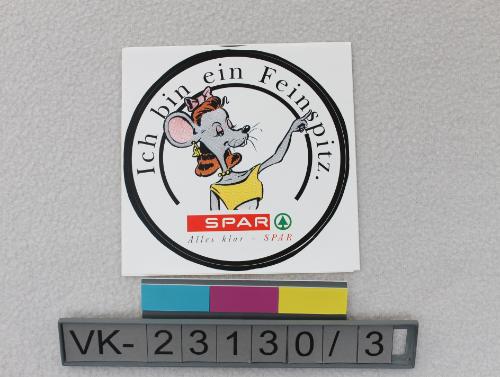 Ich bin ein Feinspitz.
SPAR
Alles klar - SPAR
VK-23130/3